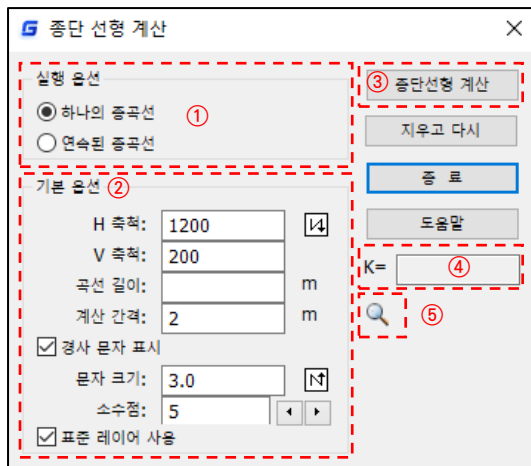 G 종단 선형 계산
실행 옵션
하나의 종곡선
①
연속된 종곡선
기본 옵션 ②
H 축척: 1200
V 축척: 200
곡선 길이: m
계산 간격: 2 m
경사 문자 표시
문자 크기: 3.0
소수점: 5
표준 레이어 사용
③ 종단선형 계산
지우고 다시
종 료
도움말
K= ④
⑤